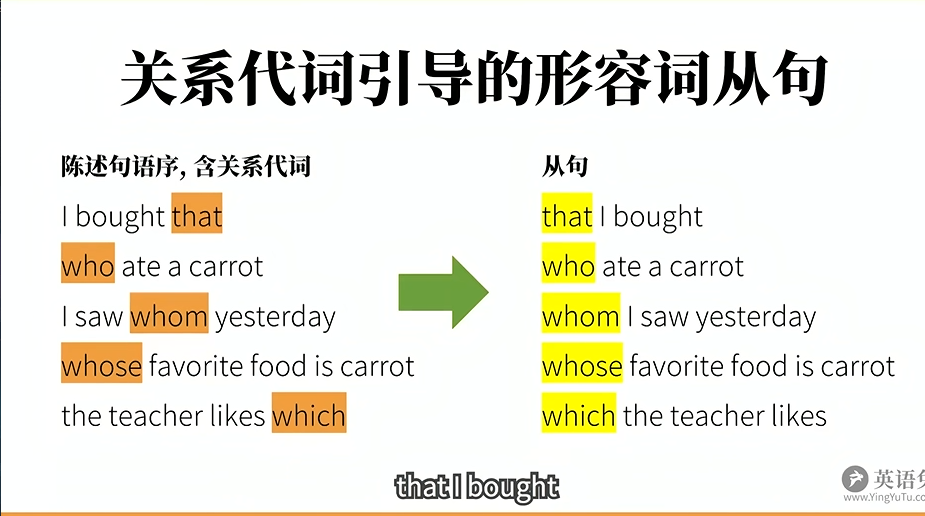 关系代词引导的形容词从句
陈述句语序, 含关系代词
I bought that
who ate a carrot
I saw whom yesterday
whose favorite food is carrot
the teacher likes which
从句
that I bought
who ate a carrot
whom I saw yesterday
whose favorite food is carrot
which the teacher likes
that I bought
英语兔
www.YingYuTu.co